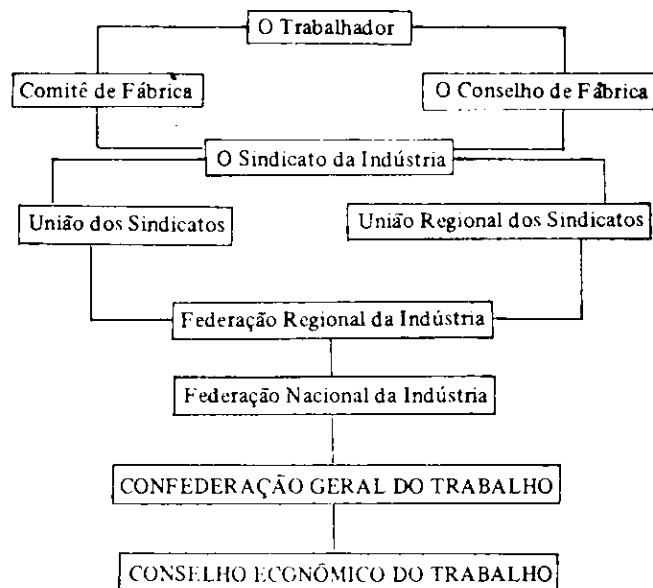 O Trabalhador
Comitê de Fábrica
O Conselho de Fábrica
O Sindicato da Indústria
União dos Sindicatos
União Regional dos Sindicatos
Federação Regional da Indústria
Federação Nacional da Indústria
CONFEDERAÇÃO GERAL DO TRABALHO
CONSELHO ECONÔMICO DO TRABALHO